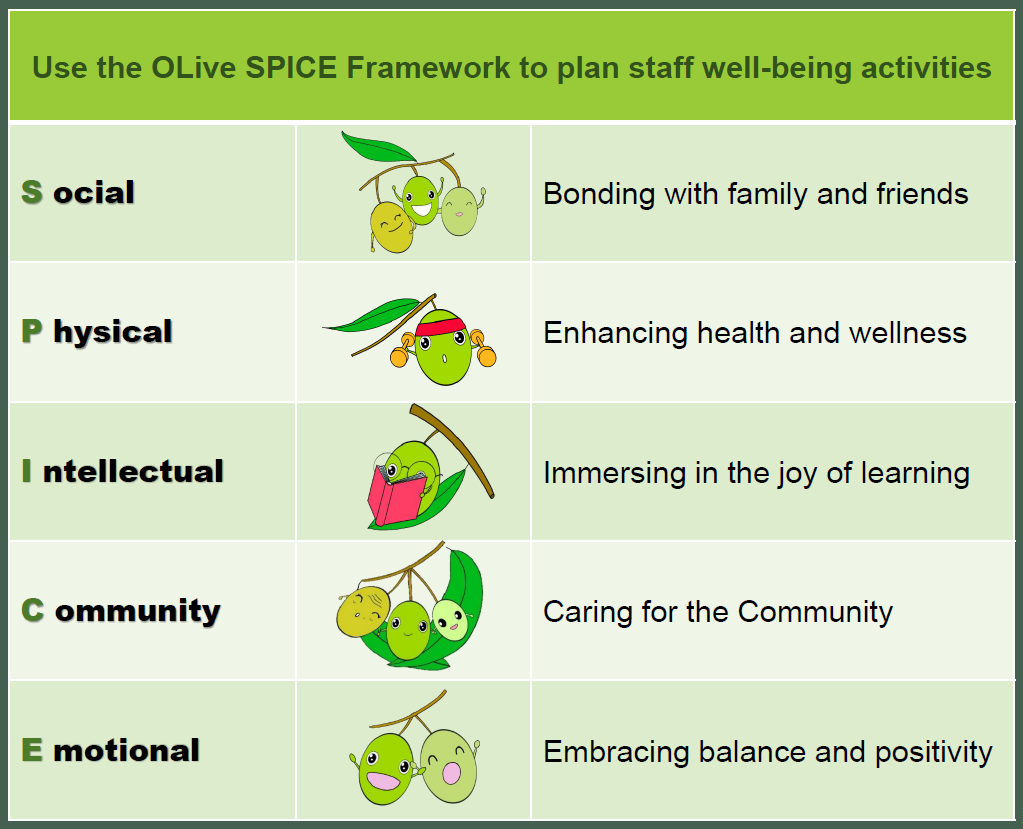 Use the OLive SPICE Framework to plan staff well-being activities
S ocial
Bonding with family and friends
P hysical
Enhancing health and wellness
I ntellectual
Immersing in the joy of learning
C ommunity
Caring for the Community
E motional
Embracing balance and positivity